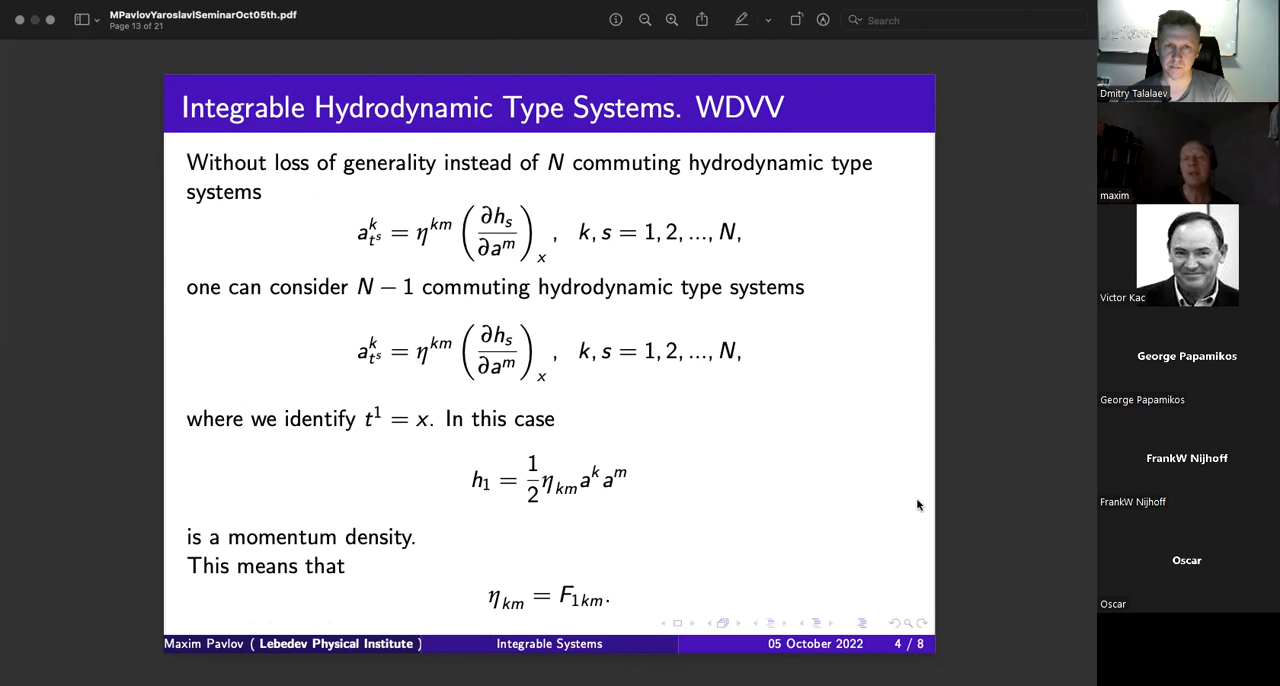 MPavlovYaroslavlSeminarOct05th.pdf
Page 13 of 21
Search
Integrable Hydrodynamic Type Systems. WDVV
Without loss of generality instead of N commuting hydrodynamic type
systems
a^k_{t^s} = η^{km} (∂h_s/∂a^m)_x , k, s = 1, 2, ..., N,
one can consider N − 1 commuting hydrodynamic type systems
a^k_{t^s} = η^{km} (∂h_s/∂a^m)_x , k, s = 1, 2, ..., N,
where we identify t^1 = x. In this case
h_1 = 1/2 η_{km} a^k a^m
is a momentum density.
This means that
η_{km} = F_{1km}.
Maxim Pavlov ( Lebedev Physical Institute ) Integrable Systems 05 October 2022 4 / 8
Dmitry Talalaev
maxim
Victor Kac
George Papamikos
George Papamikos
FrankW Nijhoff
FrankW Nijhoff
Oscar
Oscar